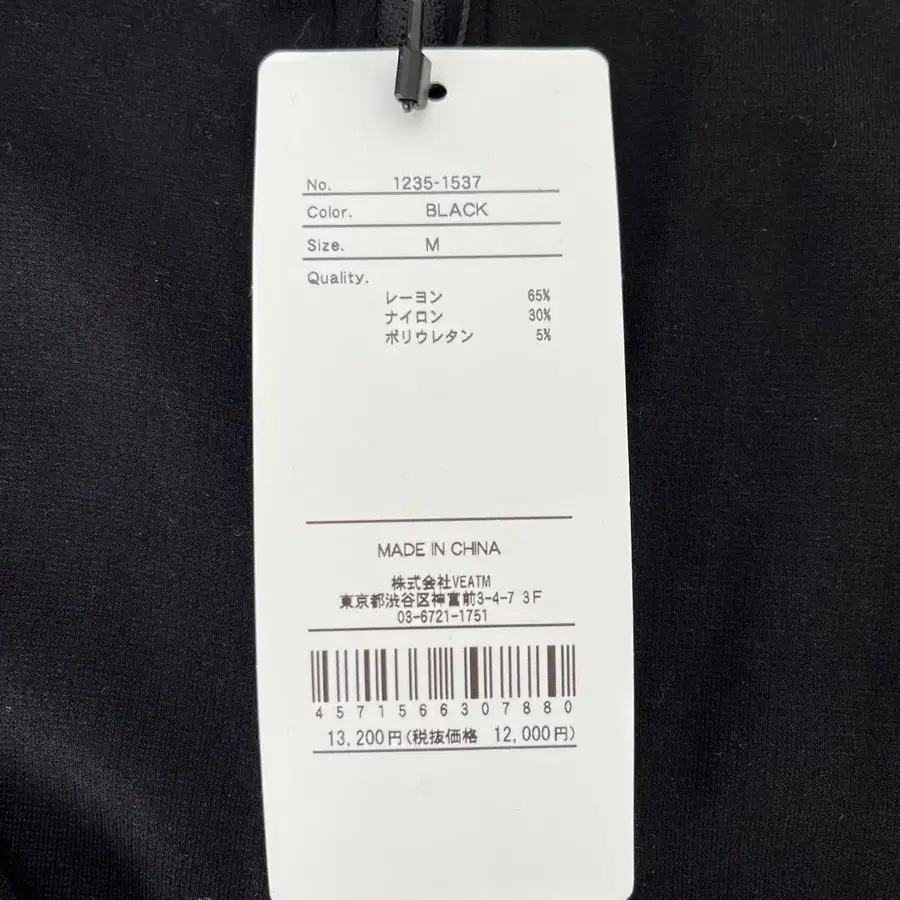 No. 1235-1537
Color. BLACK
Size. M
Quality.
レーヨン 65%
ナイロン 30%
ポリウレタン 5%
MADE IN CHINA
株式会社VEATM
東京都渋谷区神宮前3-4-7 3F
03-6721-1751
4571566307880
13,200円(税抜価格 12,000円)